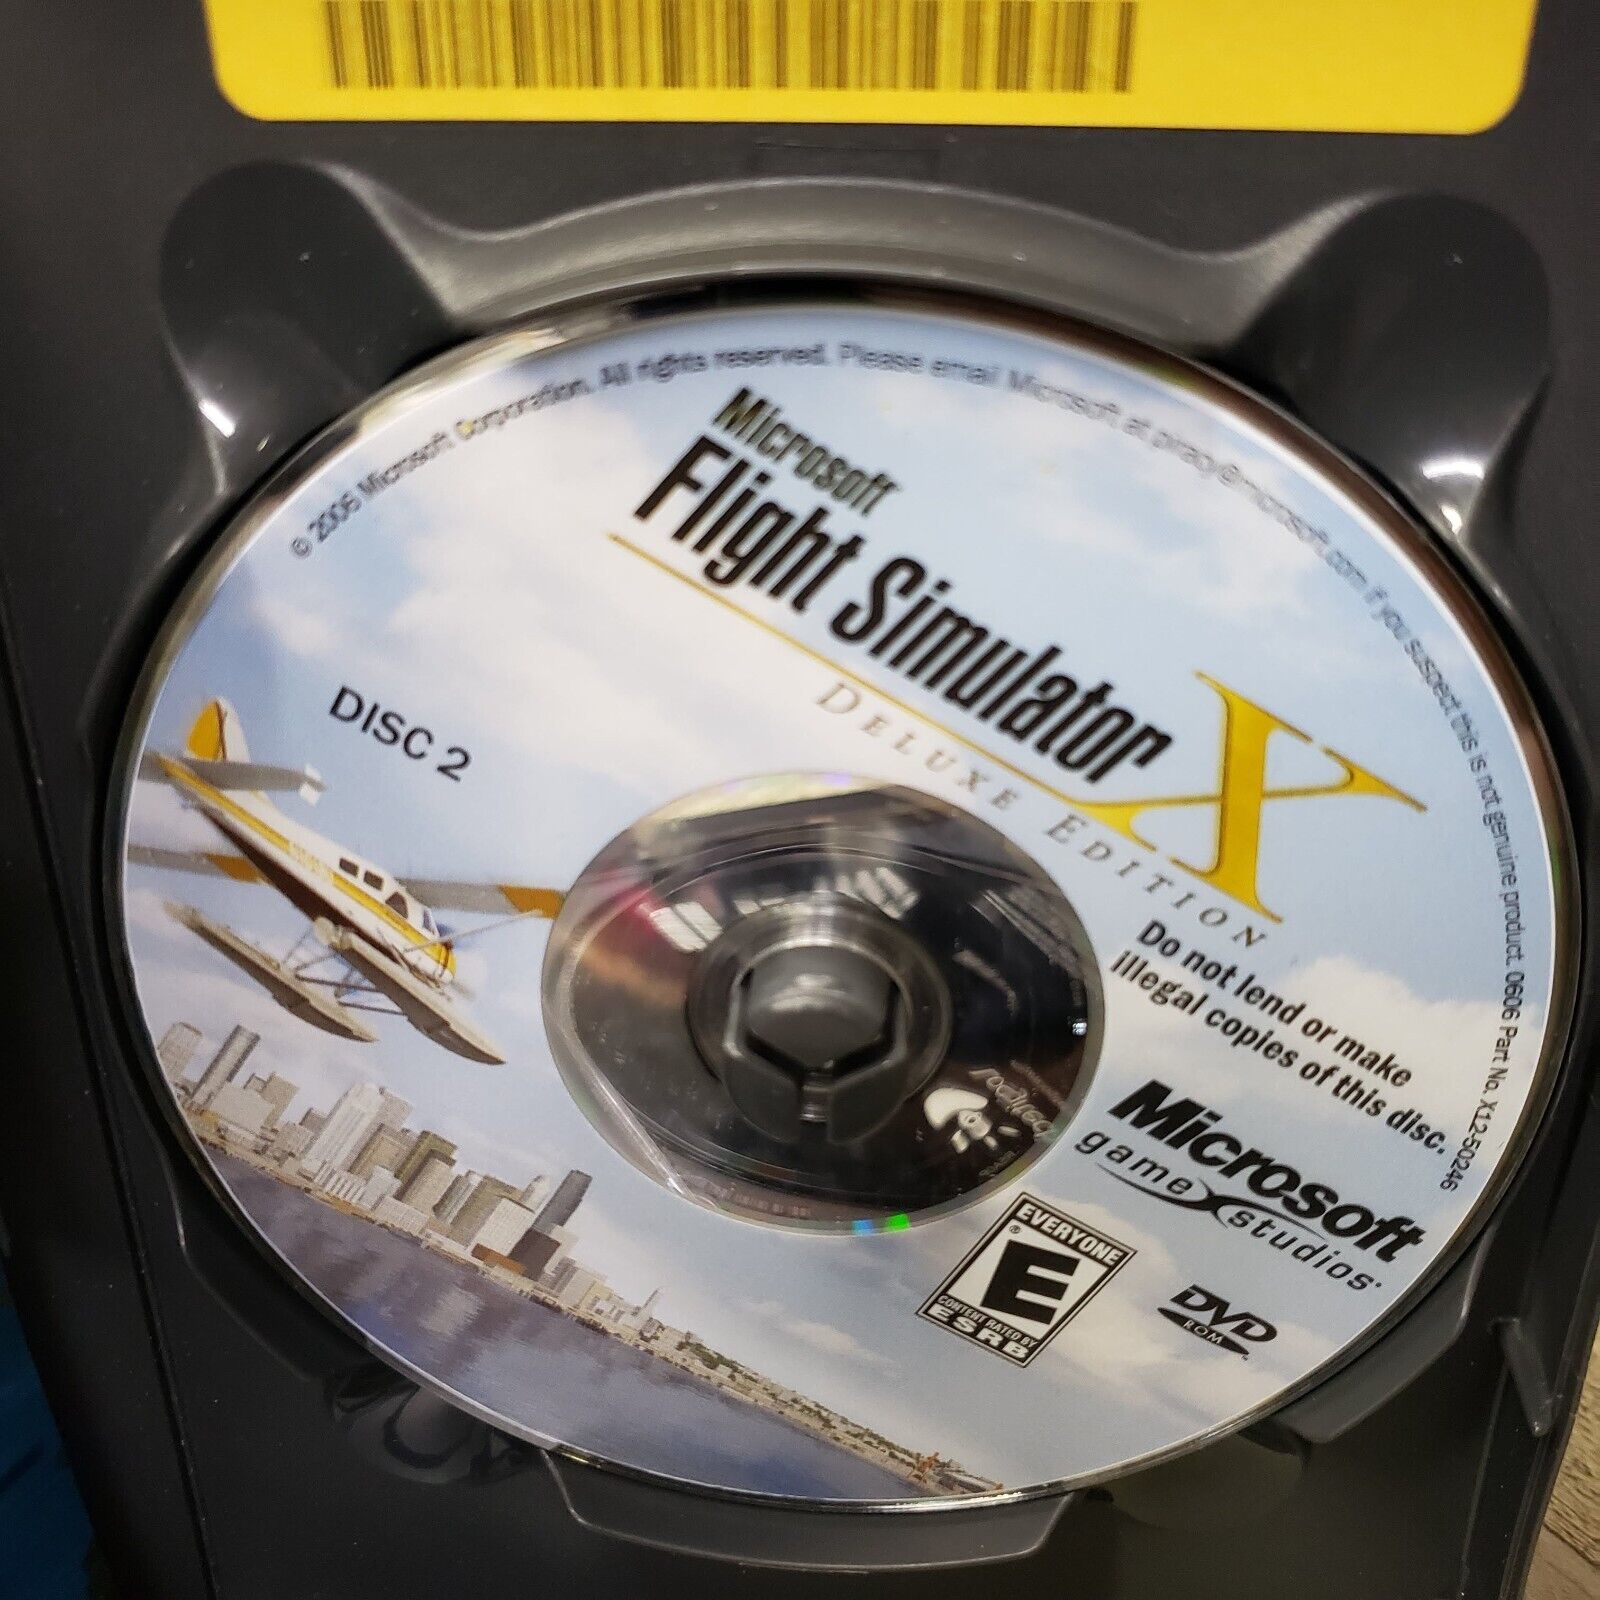 © 2006 Microsoft Corporation. All rights reserved. Please email Microsoft at piracy@microsoft.com if you suspect this is not genuine product. 0606 Part No. X12-50246
Microsoft
Flight Simulator X
DELUXE EDITION
DISC 2
Do not lend or make
illegal copies of this disc.
Microsoft
game studios
EVERYONE
E
CONTENT RATED BY
ESRB
DVD
ROM